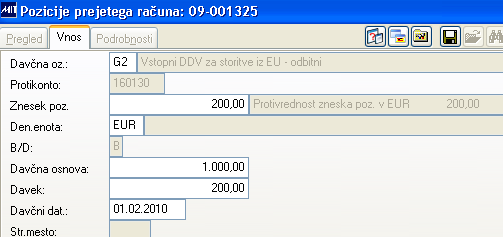 Pozicije prejetega računa: 09-001325
Pregled Vnos Podrobnosti
Davčna oz.: G2 Vstopni DDV za storitve iz EU - odbitni
Protikonto: 160130
Znesek poz. 200,00 Protivrednost zneska poz. v EUR 200,00
Den.enota: EUR
B/D: B
Davčna osnova: 1.000,00
Davek: 200,00
Davčni dat.: 01.02.2010
Str.mesto: